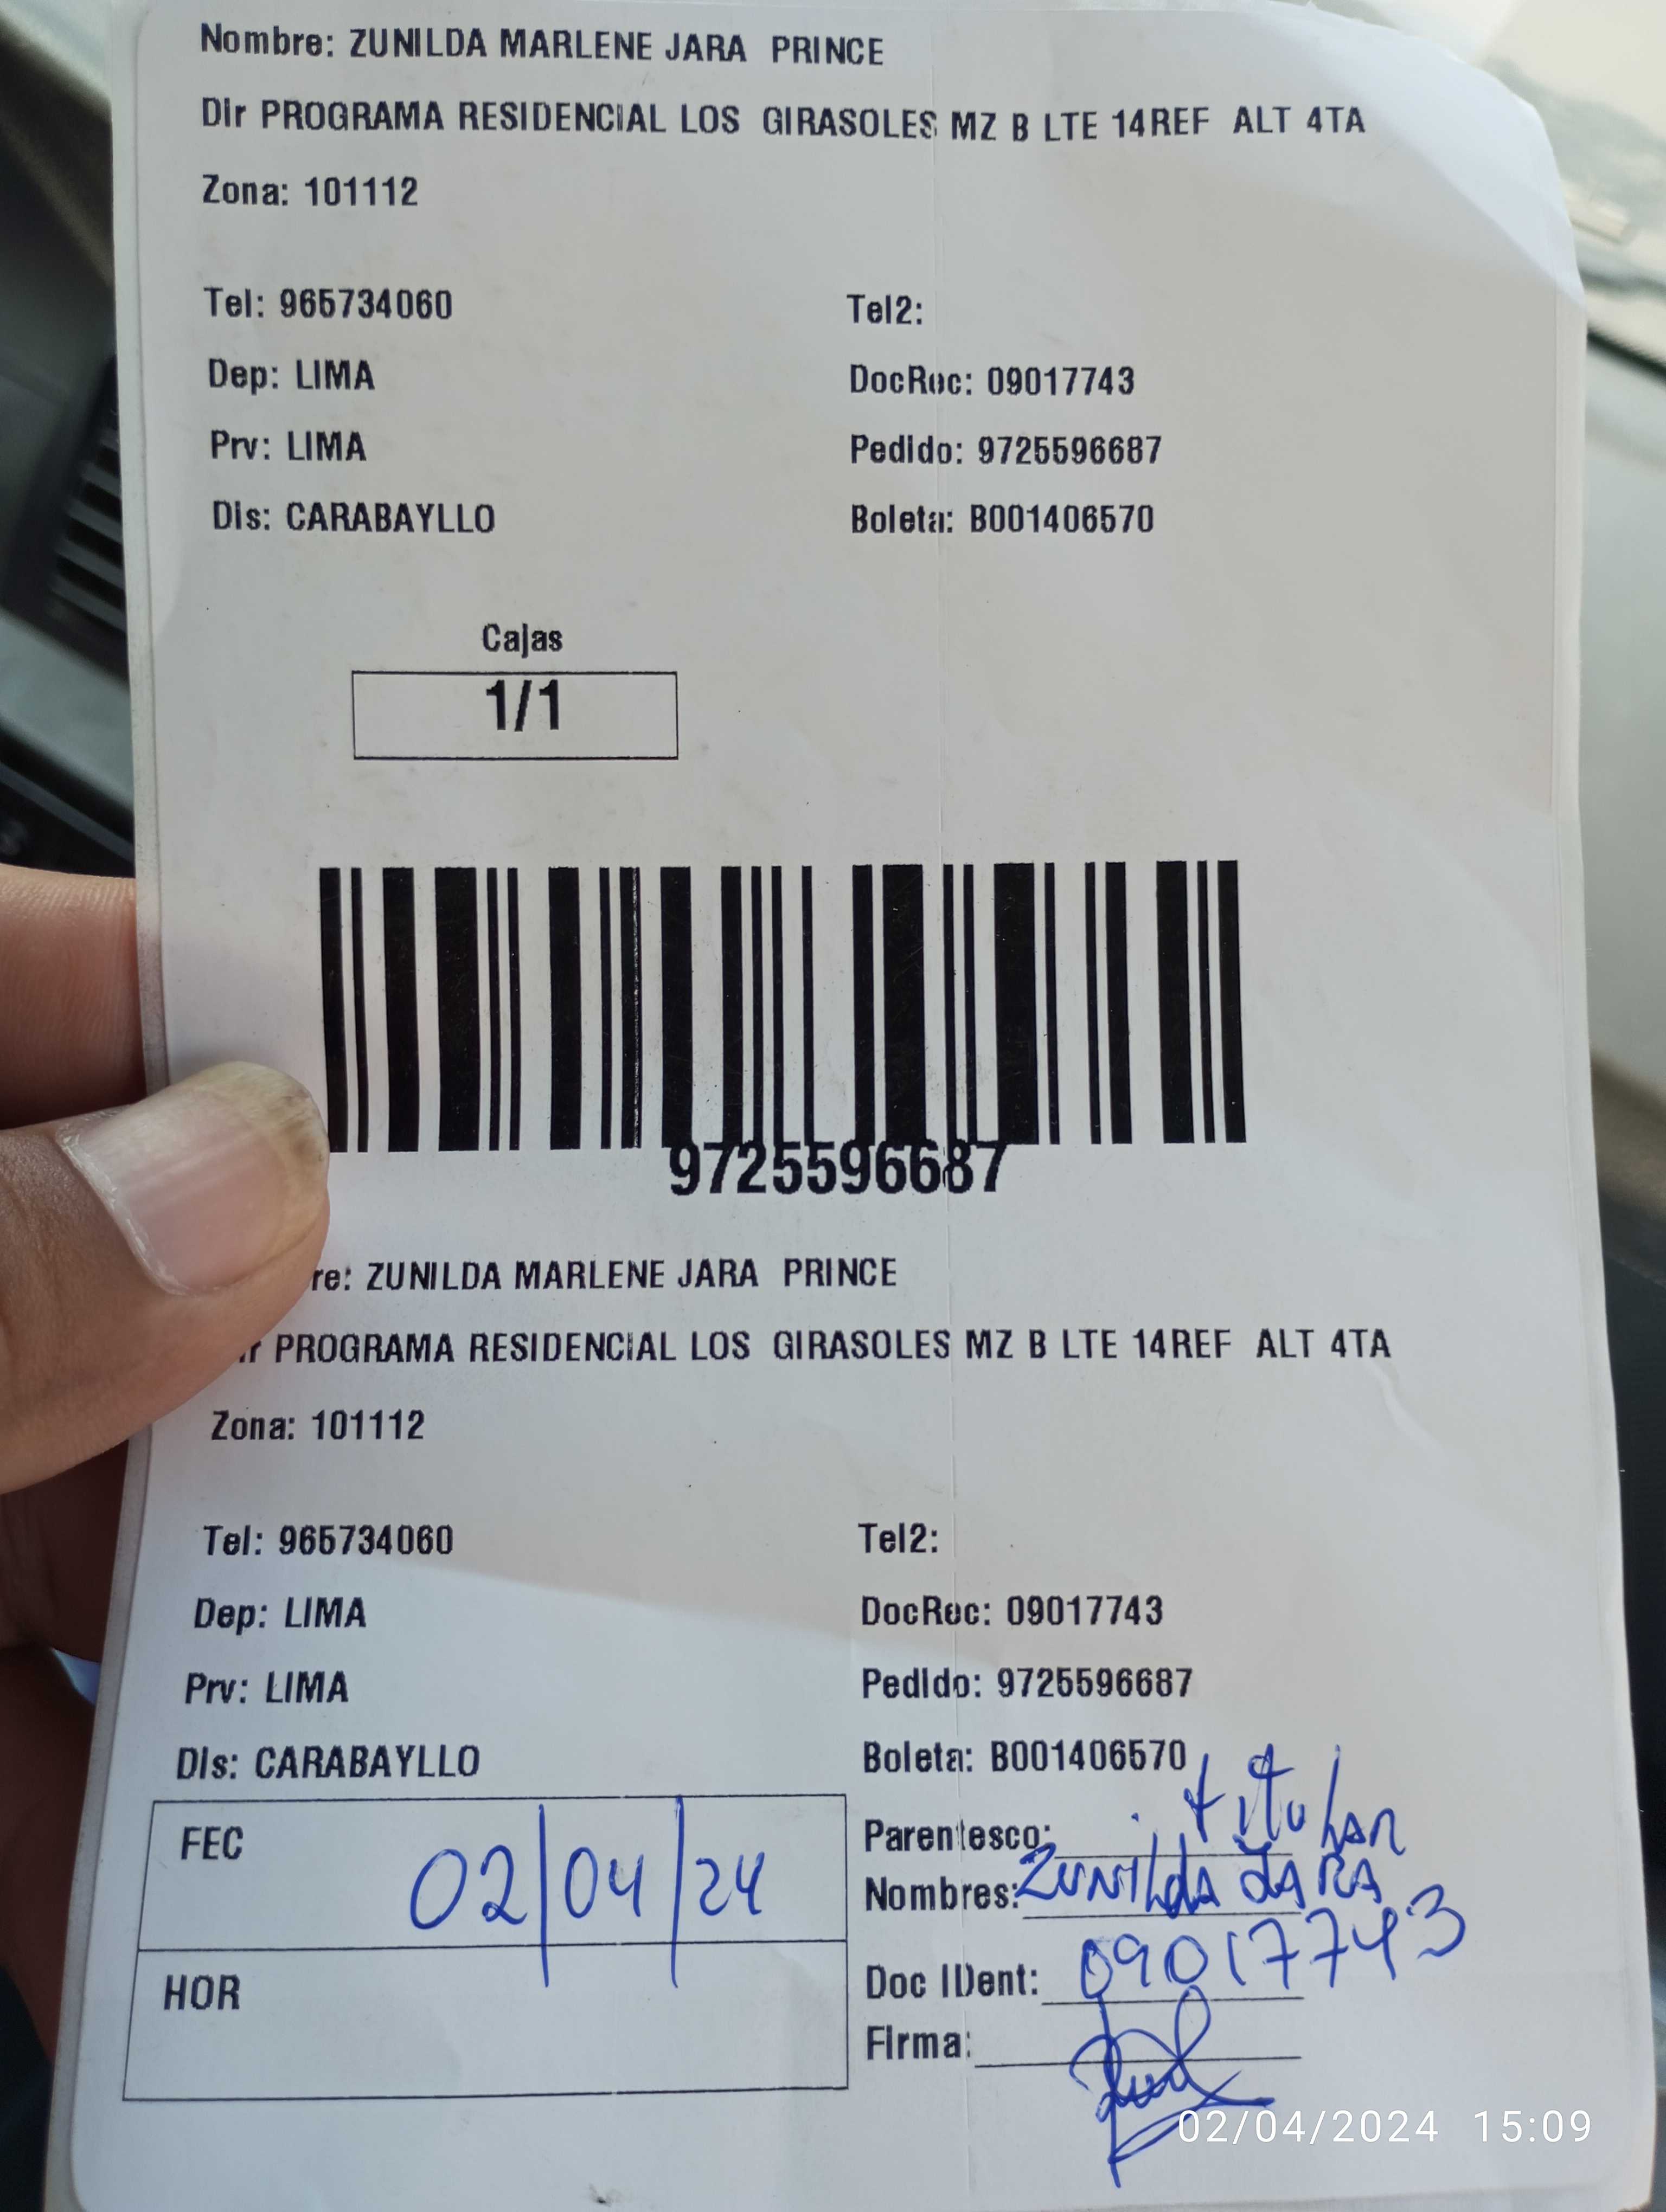 Nombre: ZUNILDA MARLENE JARA PRINCE
Dir PROGRAMA RESIDENCIAL LOS GIRASOLES MZ B LTE 14REF ALT 4TA
Zona: 101112
Tel: 965734060 Tel2:
Dep: LIMA DocRec: 09017743
Prv: LIMA Pedido: 9725596687
Dis: CARABAYLLO Boleta: B001406570
Cajas
1/1
9725596687
re: ZUNILDA MARLENE JARA PRINCE
ir PROGRAMA RESIDENCIAL LOS GIRASOLES MZ B LTE 14REF ALT 4TA
Zona: 101112
Tel: 965734060 Tel2:
Dep: LIMA DocRec: 09017743
Prv: LIMA Pedido: 9725596687
Dis: CARABAYLLO Boleta: B001406570
FEC 02/04/24 Parentesco: titular
Nombres: Zunilda JARA
HOR Doc IDent: 09017743
Firma:
02/04/2024 15:09